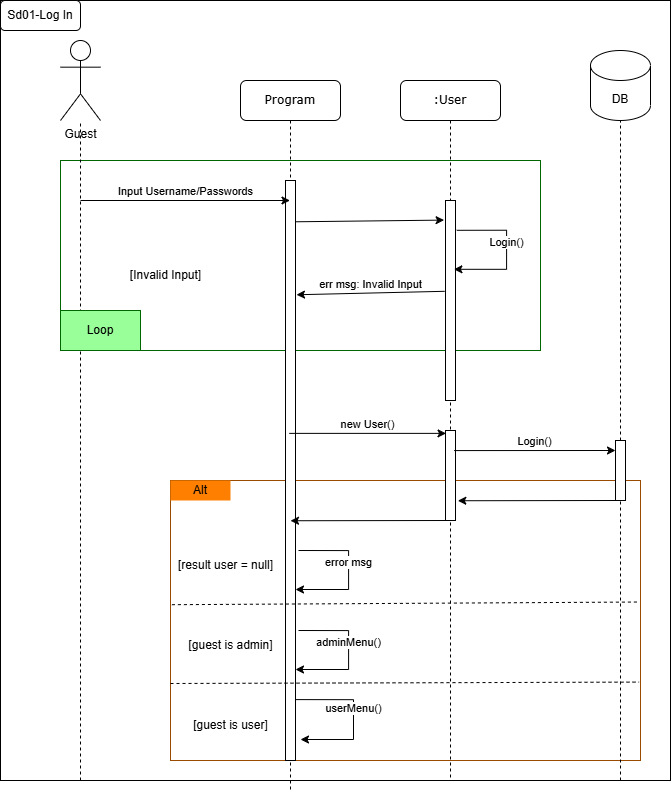 Sd01-Log In
Guest
Program
:User
DB
Input Username/Passwords
Login()
[Invalid Input]
err msg: Invalid Input
Loop
new User()
Login()
Alt
[result user = null]
error msg
[guest is admin]
adminMenu()
[guest is user]
userMenu()